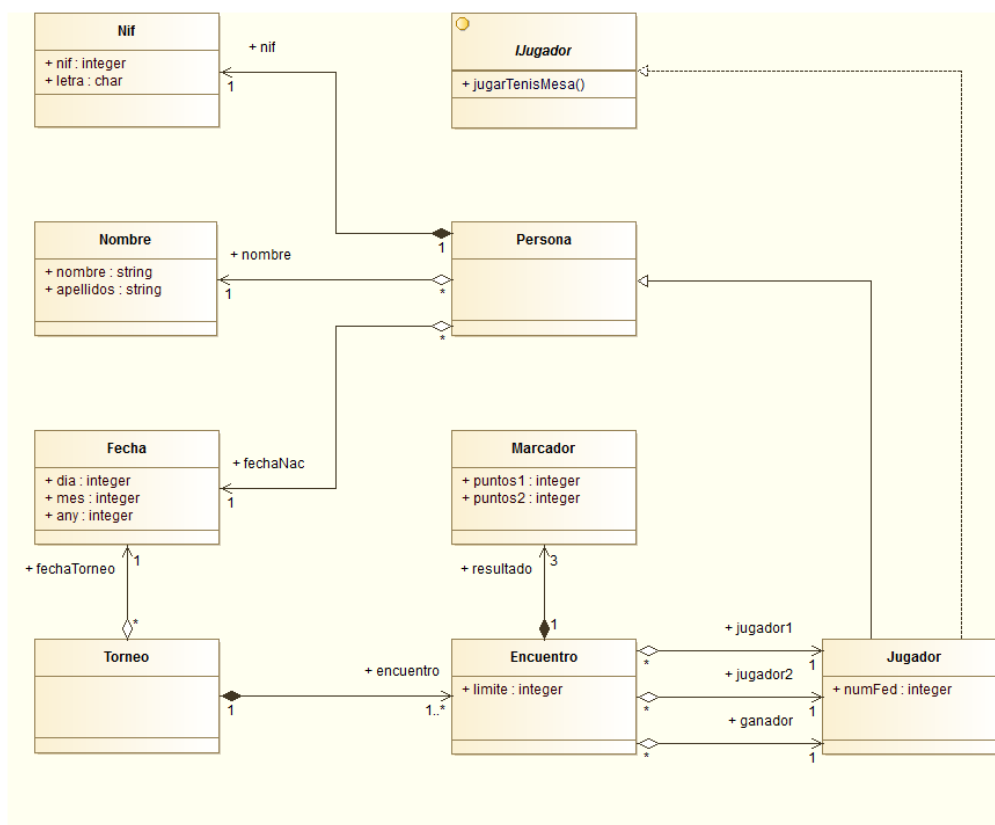 Nif
+ nif : integer
+ letra : char
+ nif
1
IJugador
+ jugarTenisMesa()
1
Nombre
+ nombre : string
+ apellidos : string
+ nombre
1
Persona
*
*
Fecha
+ dia : integer
+ mes : integer
+ any : integer
+ fechaNac
1
Marcador
+ puntos1 : integer
+ puntos2 : integer
+ fechaTorneo
1
*
+ resultado
3
1
Torneo
1
+ encuentro
1..*
Encuentro
+ limite : integer
+ jugador1
*
1
+ jugador2
*
1
+ ganador
*
1
Jugador
+ numFed : integer